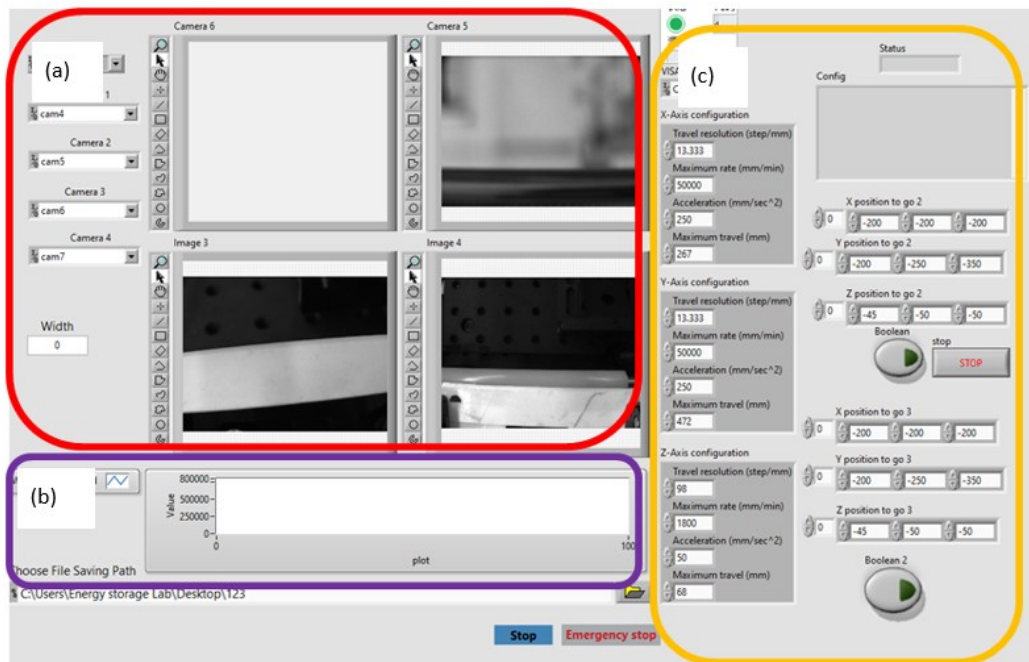 Camera 6
Camera 5
(a)
1
cam4
Camera 2
cam5
Camera 3
cam6
Camera 4
cam7
Width
0
Image 3
Image 4
(b)
Value
800000
500000
250000
0
0
100
plot
Choose File Saving Path
C:\Users\Energy storage Lab\Desktop\123
Stop
Emergency stop
(c)
VISA
Status
Config
X-Axis configuration
Travel resolution (step/mm)
13.333
Maximum rate (mm/min)
50000
Acceleration (mm/sec^2)
250
Maximum travel (mm)
267
Y-Axis configuration
Travel resolution (step/mm)
13.333
Maximum rate (mm/min)
50000
Acceleration (mm/sec^2)
250
Maximum travel (mm)
472
Z-Axis configuration
Travel resolution (step/mm)
98
Maximum rate (mm/min)
1800
Acceleration (mm/sec^2)
50
Maximum travel (mm)
68
X position to go 2
0 -200 -200 -200
Y position to go 2
0 -200 -250 -350
Z position to go 2
0 -45 -50 -50
Boolean
stop
STOP
X position to go 3
0 -200 -200 -200
Y position to go 3
0 -200 -250 -350
Z position to go 3
0 -45 -50 -50
Boolean 2